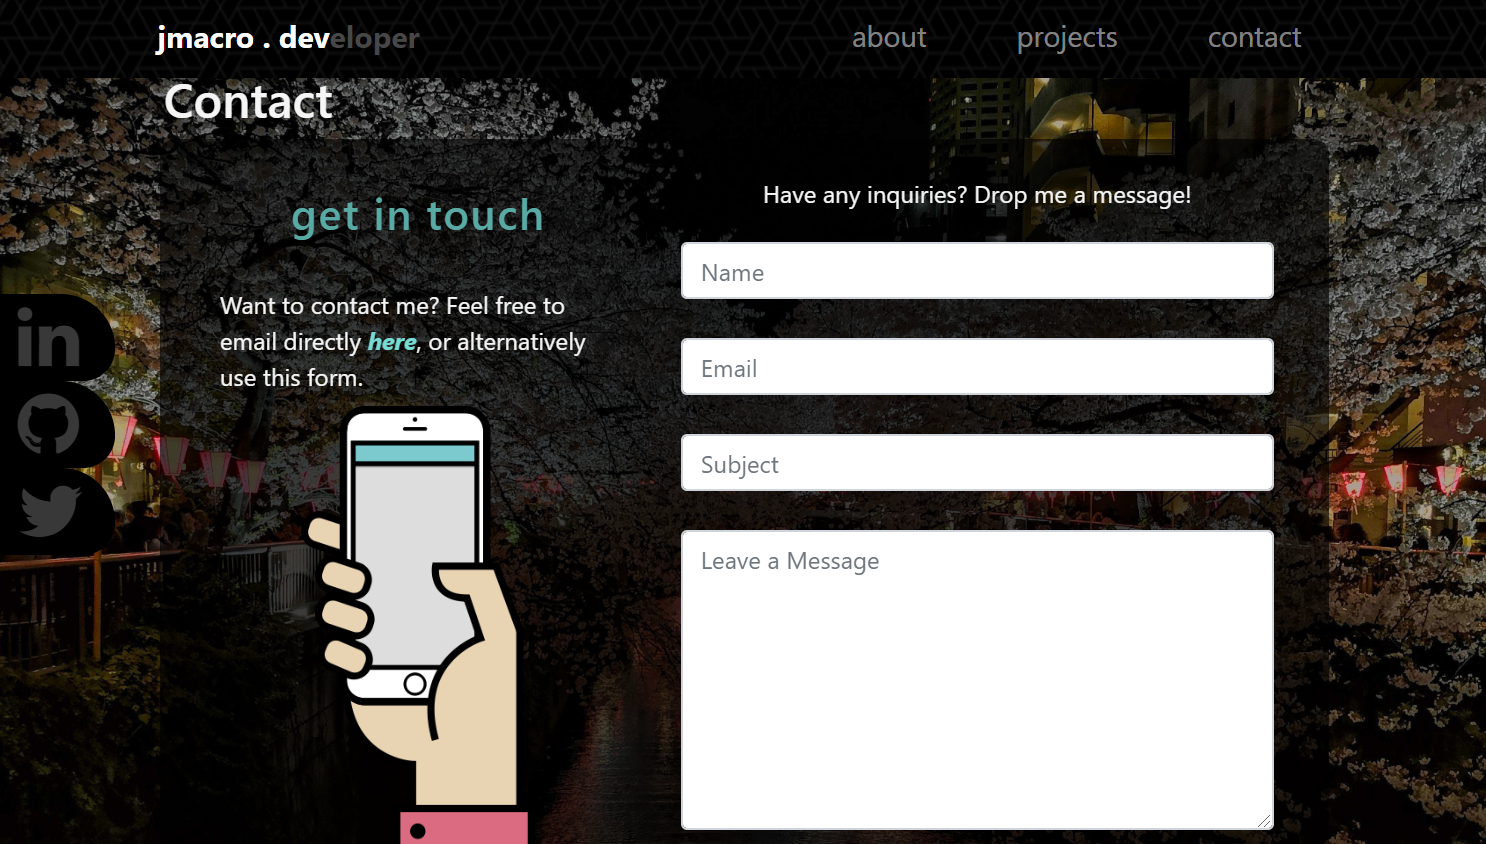 jmacro . developer
about
projects
contact
Contact
get in touch
Want to contact me? Feel free to
email directly here, or alternatively
use this form.
Have any inquiries? Drop me a message!
Name
Email
Subject
Leave a Message
in